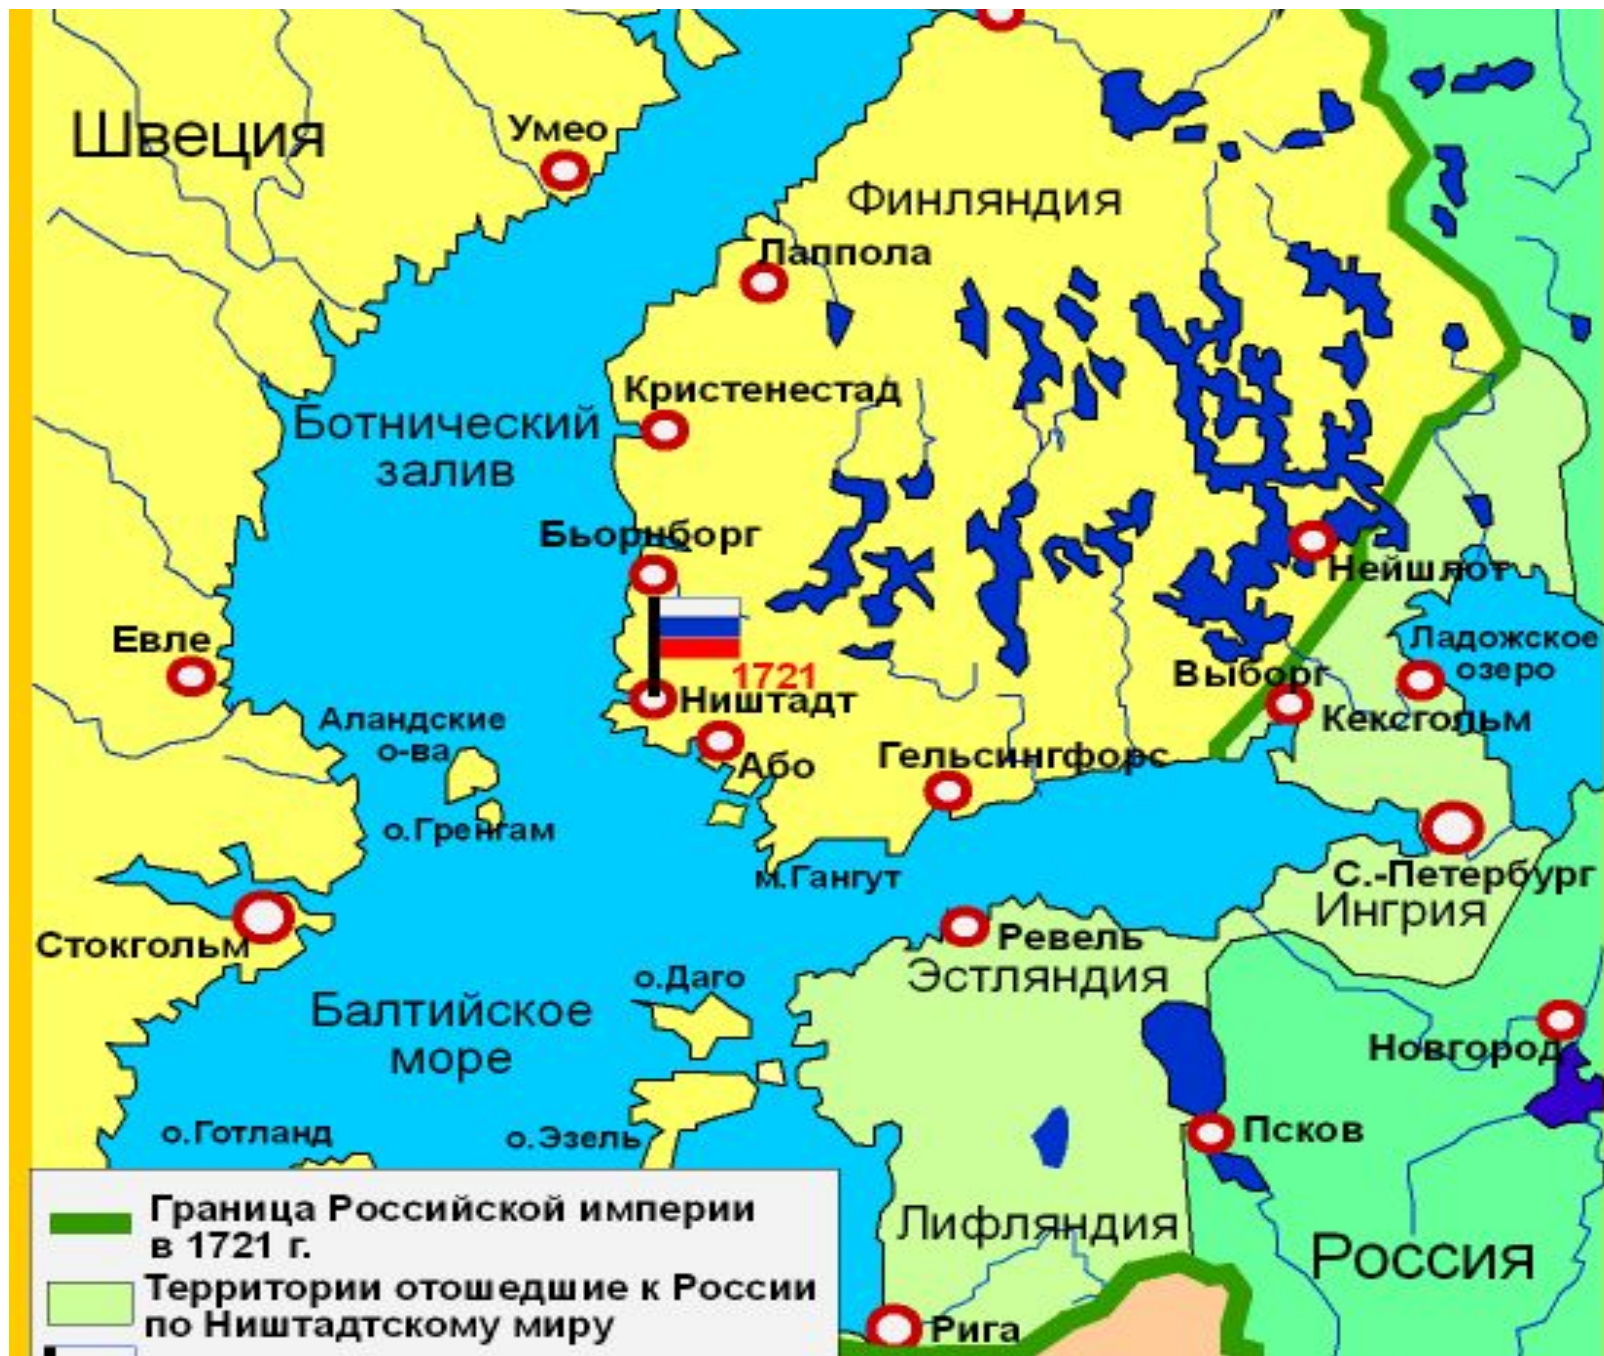 Швеция
Умео
Финляндия
Лаппола
Кристенестад
Ботнический
залив
Бьорнборг
Нейшлот
Евле
Ладожское
озеро
1721
Выборг
Ништадт
Кексгольм
Аландские
о-ва
Або
Гельсингфорс
о.Гренгам
м.Гангут
С.-Петербург
Ингрия
Стокгольм
Ревель
Эстляндия
о.Даго
Балтийское
море
Новгород
о.Готланд
о.Эзель
Псков
Лифляндия
Россия
Рига
Граница Российской империи
в 1721 г.
Территории отошедшие к России
по Ништадтскому миру